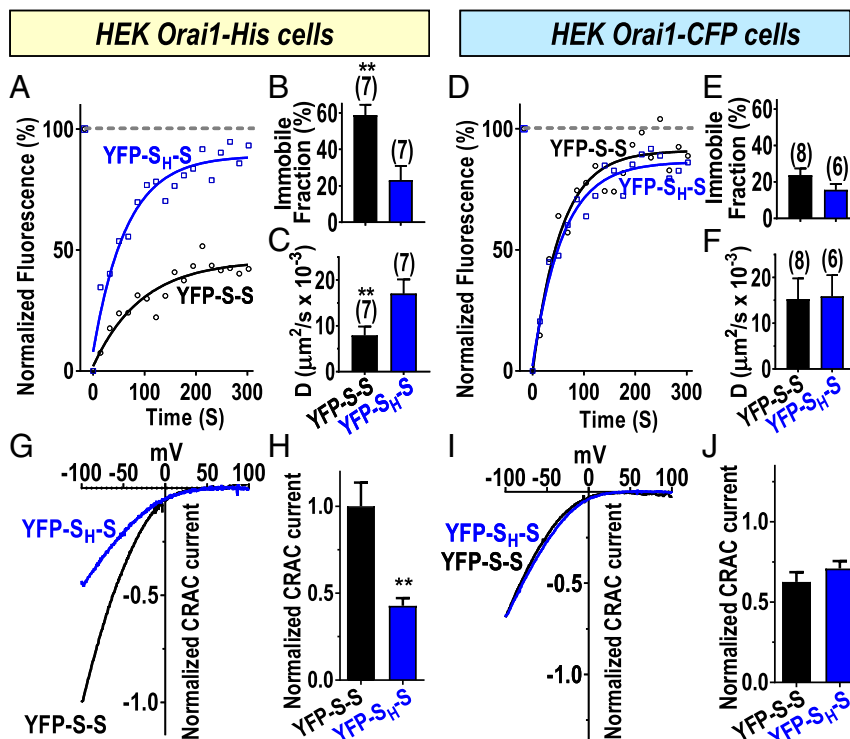 HEK Orai1-His cells
HEK Orai1-CFP cells
A
Normalized Fluorescence (%)
100
50
0
YFP-SH-S
YFP-S-S
0 100 200 300
Time (S)
B
Immobile Fraction (%)
60
40
20
0
**
(7)
(7)
C
D (μm²/s x 10⁻³)
15
10
5
0
**
(7)
(7)
YFP-S-S
YFP-SH-S
D
Normalized Fluorescence (%)
100
50
0
YFP-S-S
YFP-SH-S
0 100 200 300
Time (S)
E
Immobile Fraction (%)
60
40
20
0
(8)
(6)
F
D (μm²/s x 10⁻³)
15
10
5
0
(8)
(6)
YFP-S-S
YFP-SH-S
G
mV
-100 -50 0 50 100
YFP-SH-S
-0.5
-1.0
YFP-S-S
Normalized CRAC current
H
Normalized CRAC current
1.0
0.5
0.0
**
YFP-S-S
YFP-SH-S
I
mV
-100 -50 0 50 100
YFP-SH-S
YFP-S-S
-0.5
-1.0
Normalized CRAC current
J
Normalized CRAC current
1.0
0.5
0.0
YFP-S-S
YFP-SH-S